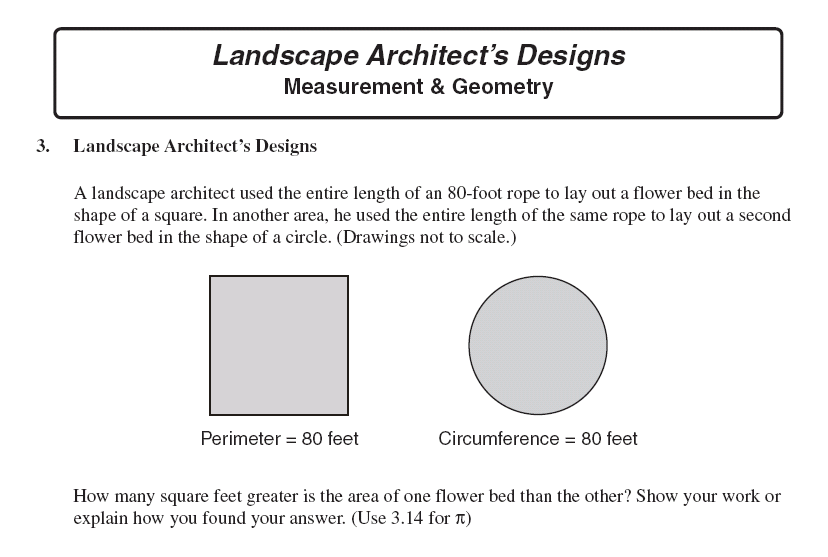 Landscape Architect's Designs
Measurement & Geometry
3. Landscape Architect's Designs
A landscape architect used the entire length of an 80-foot rope to lay out a flower bed in the
shape of a square. In another area, he used the entire length of the same rope to lay out a second
flower bed in the shape of a circle. (Drawings not to scale.)
Perimeter = 80 feet
Circumference = 80 feet
How many square feet greater is the area of one flower bed than the other? Show your work or
explain how you found your answer. (Use 3.14 for π)